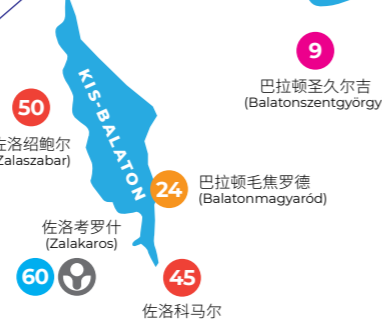 9
巴拉顿圣久尔吉
(Balatonszentgyörgy
KIS-BALATON
50
佐洛绍鲍尔
Zalaszabar)
24
巴拉顿毛焦罗德
(Balatonmagyaród)
佐洛考罗什
(Zalakaros)
60
45
佐洛科马尔